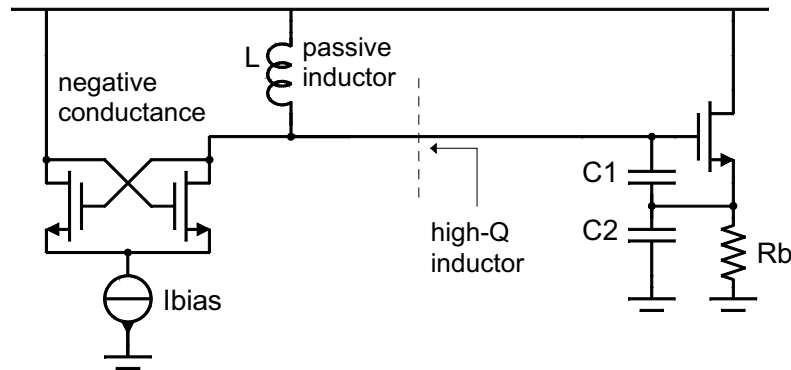 L
passive
inductor
negative
conductance
C1
C2
high-Q
inductor
Rb
Ibias